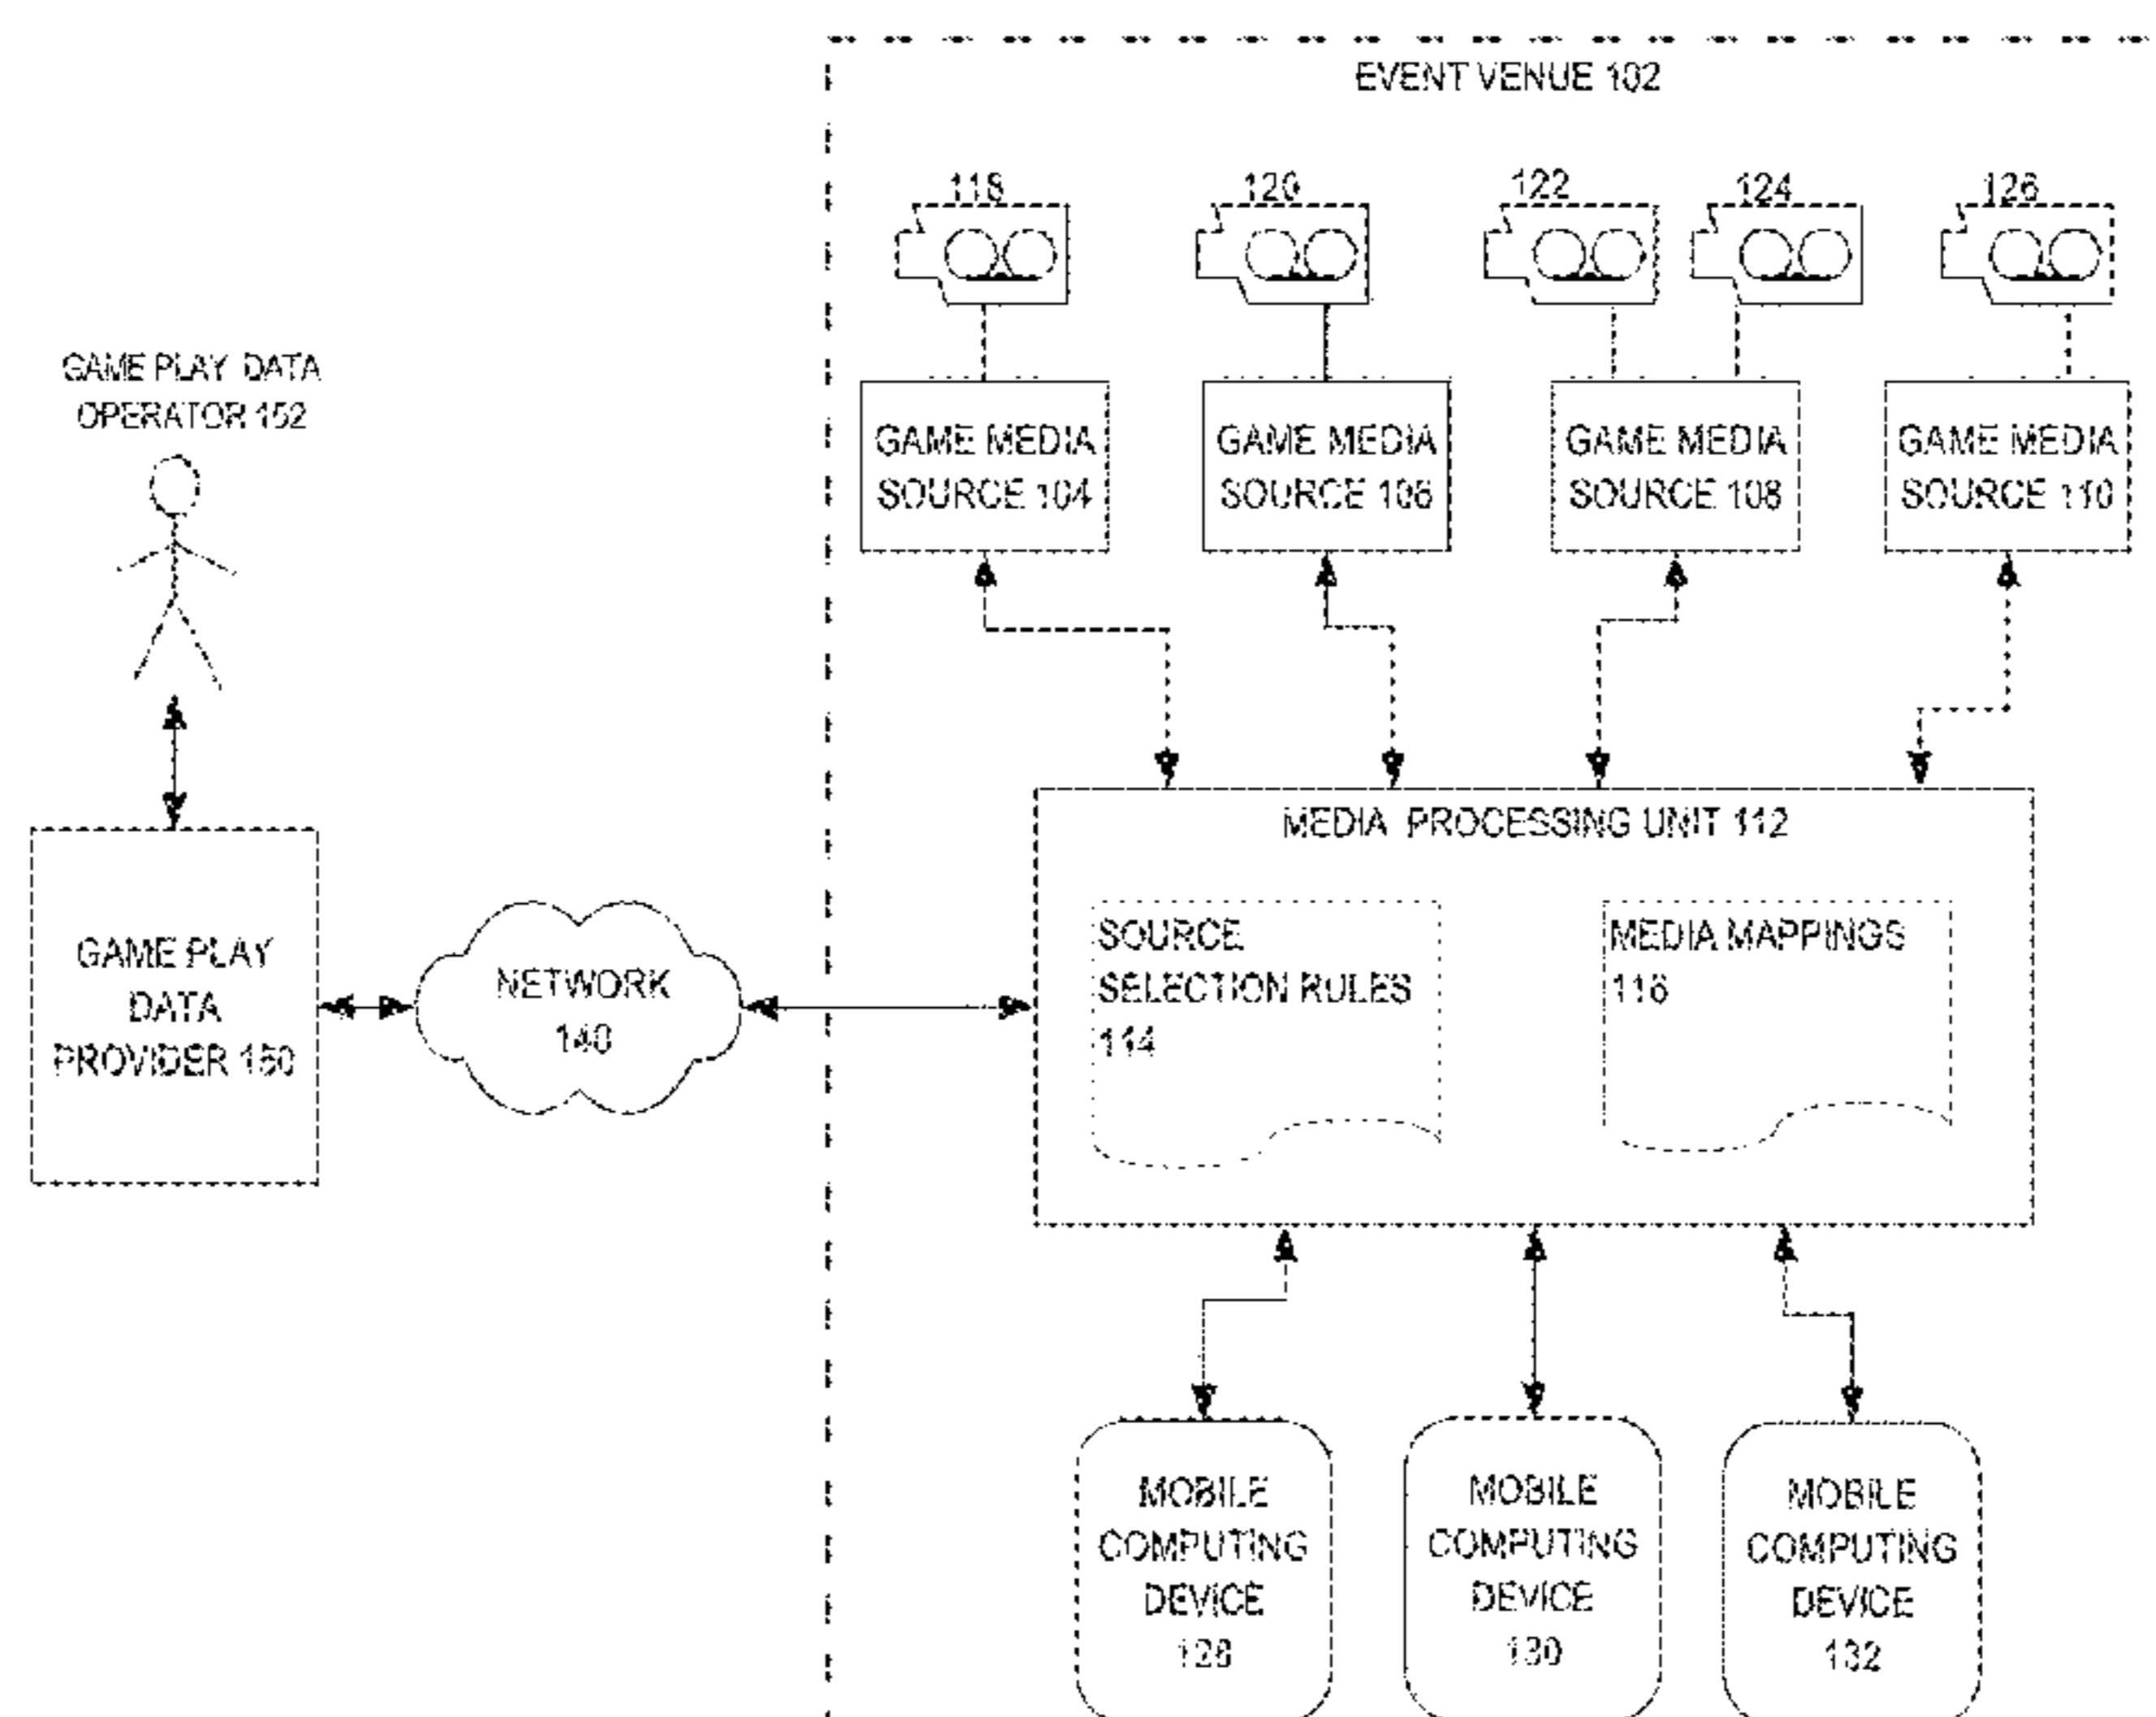 EVENT VENUE 102
118
120
122
124
126
GAME PLAY DATA
OPERATOR 152
GAME MEDIA
SOURCE 104
GAME MEDIA
SOURCE 106
GAME MEDIA
SOURCE 108
GAME MEDIA
SOURCE 110
MEDIA PROCESSING UNIT 112
SOURCE
SELECTION RULES
114
MEDIA MAPPINGS
116
GAME PLAY
DATA
PROVIDER 150
NETWORK
140
MOBILE
COMPUTING
DEVICE
128
MOBILE
COMPUTING
DEVICE
130
MOBILE
COMPUTING
DEVICE
132